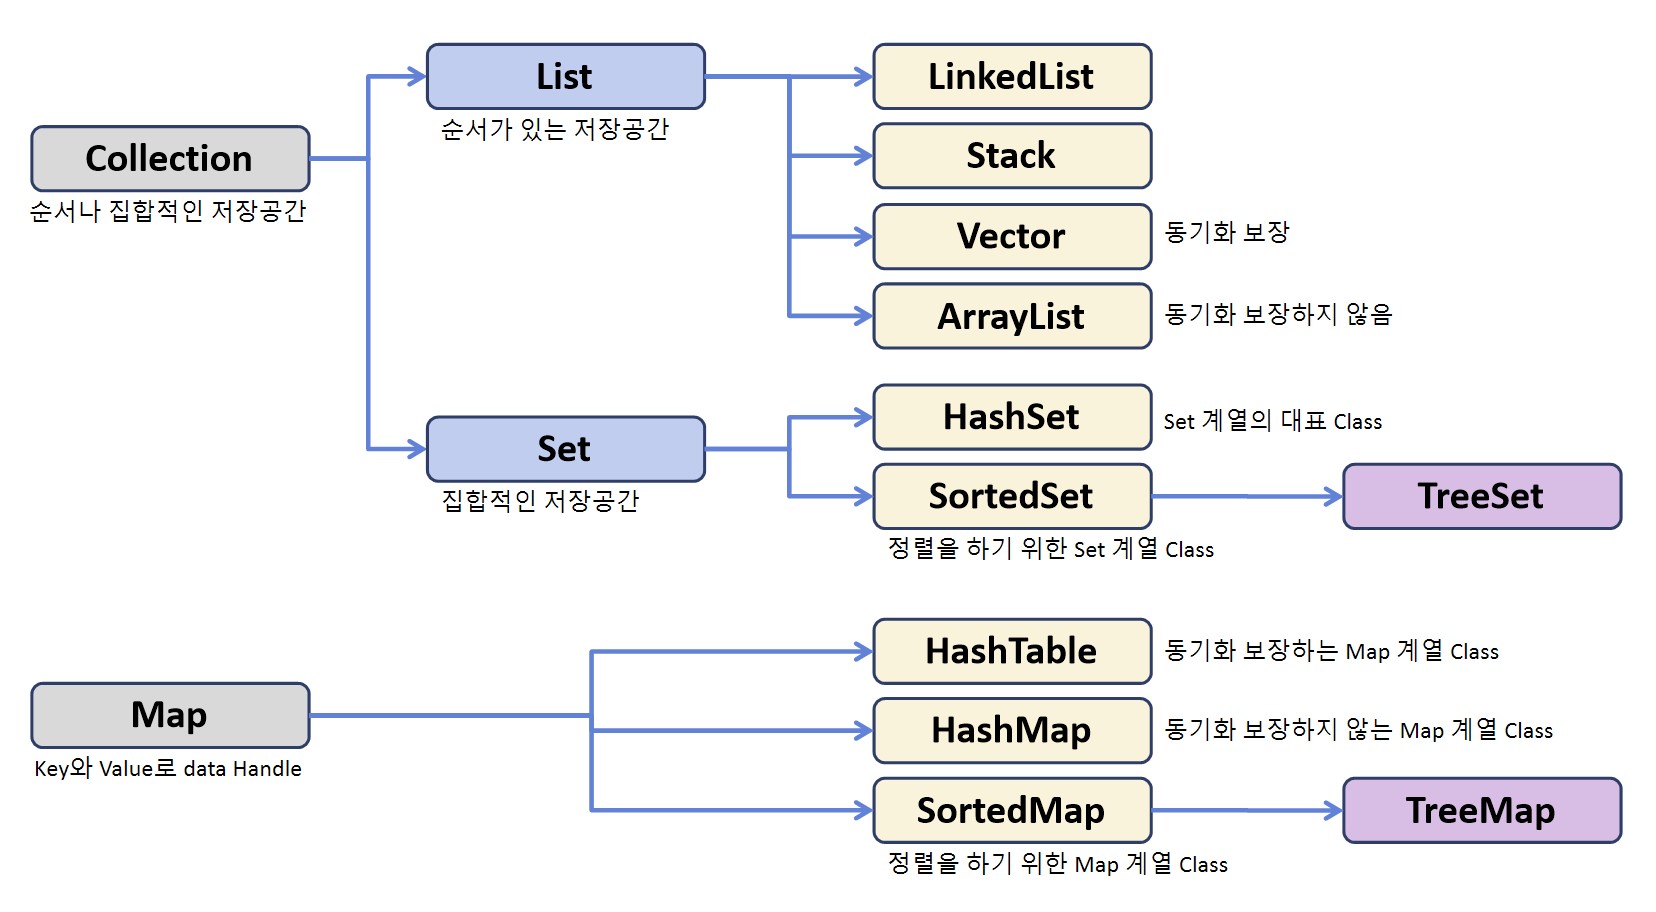 Collection
순서나 집합적인 저장공간
List
순서가 있는 저장공간
LinkedList
Stack
Vector
동기화 보장
ArrayList
동기화 보장하지 않음
Set
집합적인 저장공간
HashSet
Set 계열의 대표 Class
SortedSet
정렬을 하기 위한 Set 계열 Class
TreeSet
Map
Key와 Value로 data Handle
HashTable
동기화 보장하는 Map 계열 Class
HashMap
동기화 보장하지 않는 Map 계열 Class
SortedMap
정렬을 하기 위한 Map 계열 Class
TreeMap